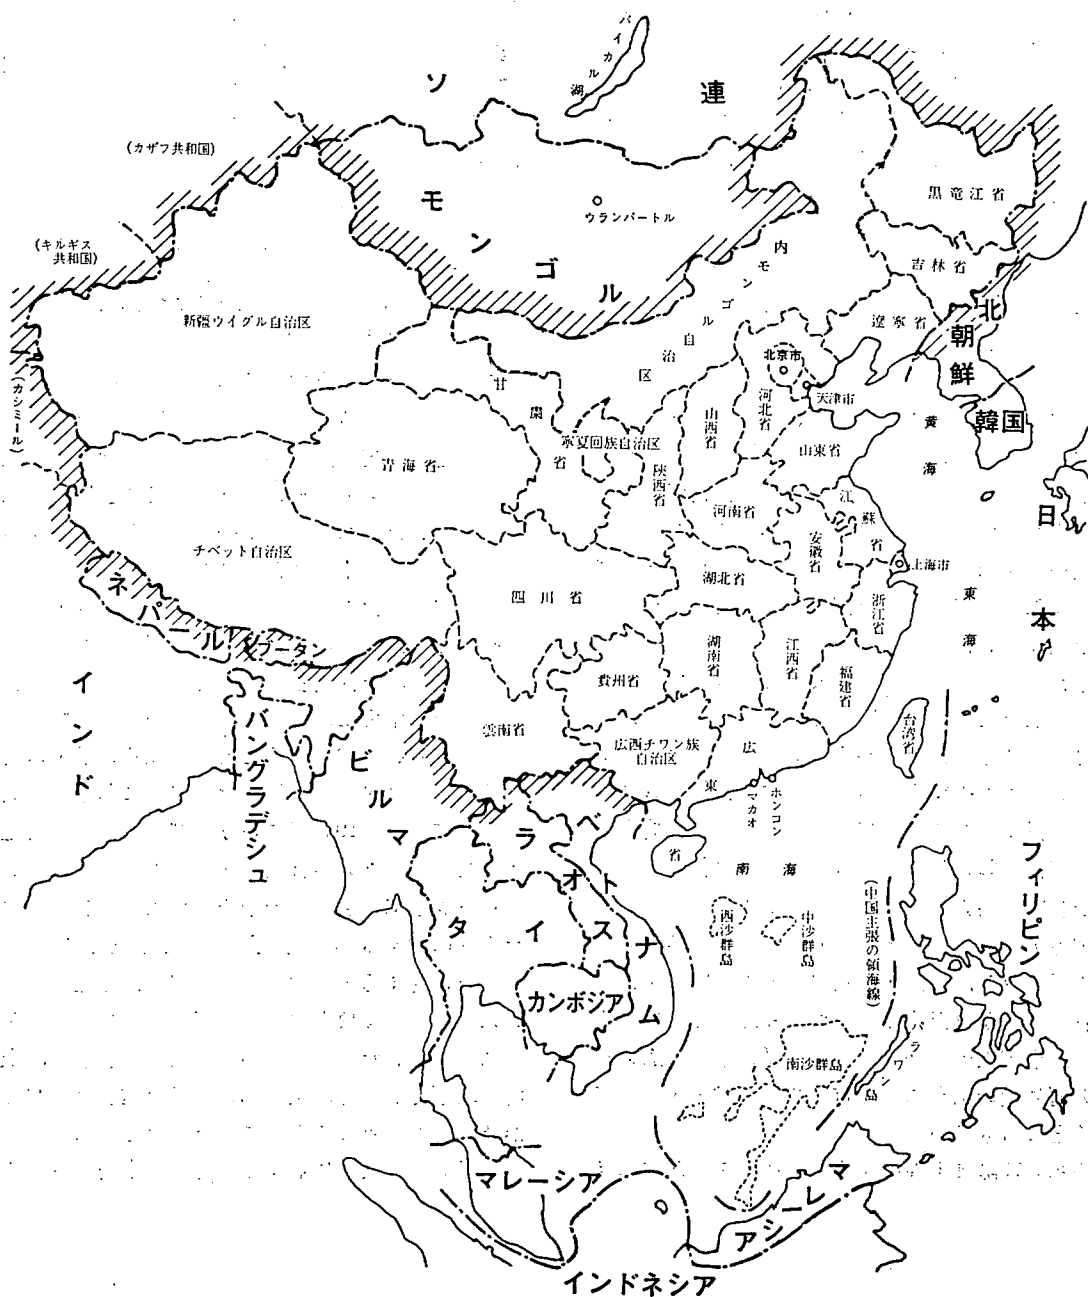 バイカル湖
ソ連
(カザフ共和国)
(キルギス
共和国)
モンゴル
ウランバートル
黒竜江省
吉林省
遼寧省
内モンゴル自治区
新疆ウイグル自治区
(カシミール)
甘粛省
青海省
寧夏回族自治区
陝西省
山西省
河北省
北京市
天津市
山東省
北朝鮮
韓国
黄海
日本
河南省
江蘇省
安徽省
上海市
チベット自治区
四川省
湖北省
浙江省
東海
ネパール
ブータン
インド
バングラデシュ
ビルマ
雲南省
貴州省
湖南省
江西省
福建省
台湾省
広西チワン族
自治区
広東省
マカオ
ホンコン
ラオス
ベトナム
タイ
カンボジア
南海
西沙群島
中沙群島
(中国主張の領海線)
フィリピン
南沙群島
パラワン島
マレーシア
マレーシア
インドネシア